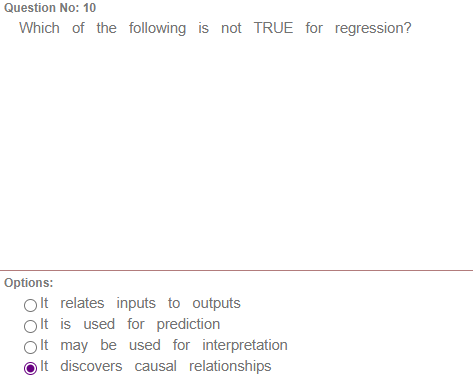 Question No: 10
Which of the following is not TRUE for regression?
Options:
It relates inputs to outputs
It is used for prediction
It may be used for interpretation
It discovers causal relationships